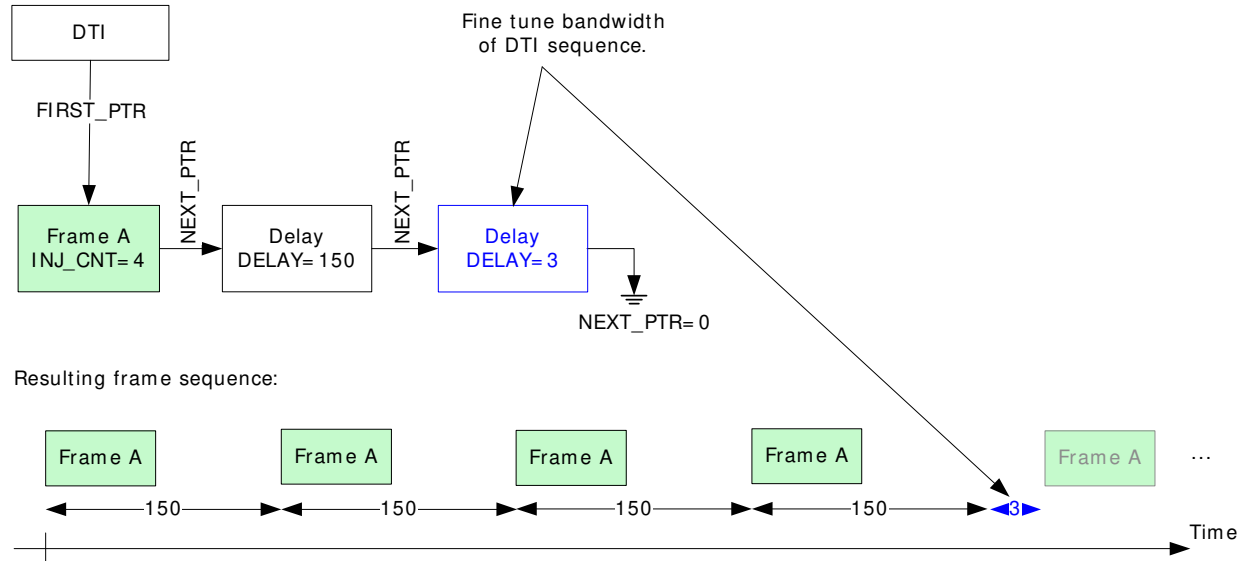 DTI
Fine tune bandwidth
of DTI sequence.
FIRST_PTR
NEXT_PTR
NEXT_PTR
Frame A
INJ_CNT=4
Delay
DELAY=150
Delay
DELAY=3
NEXT_PTR=0
Resulting frame sequence:
Frame A
Frame A
Frame A
Frame A
Frame A
...
150
150
150
150
3
Time